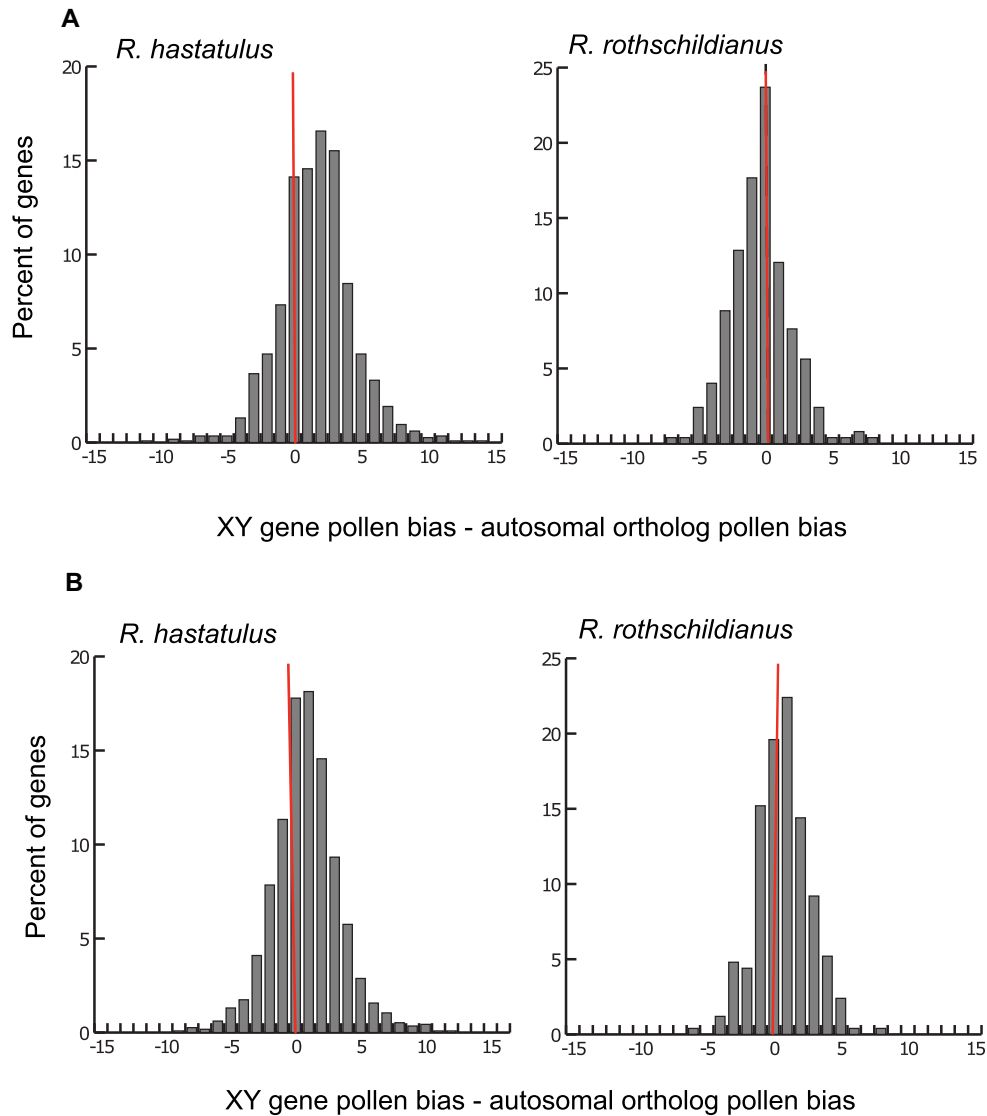 A
R. hastatulus
R. rothschildianus
20
15
10
5
0
-15 -10 -5 0 5 10 15
Percent of genes
25
20
15
10
5
0
-15 -10 -5 0 5 10 15
XY gene pollen bias - autosomal ortholog pollen bias
B
R. hastatulus
R. rothschildianus
20
15
10
5
0
-15 -10 -5 0 5 10 15
Percent of genes
25
20
15
10
5
0
-15 -10 -5 0 5 10 15
XY gene pollen bias - autosomal ortholog pollen bias